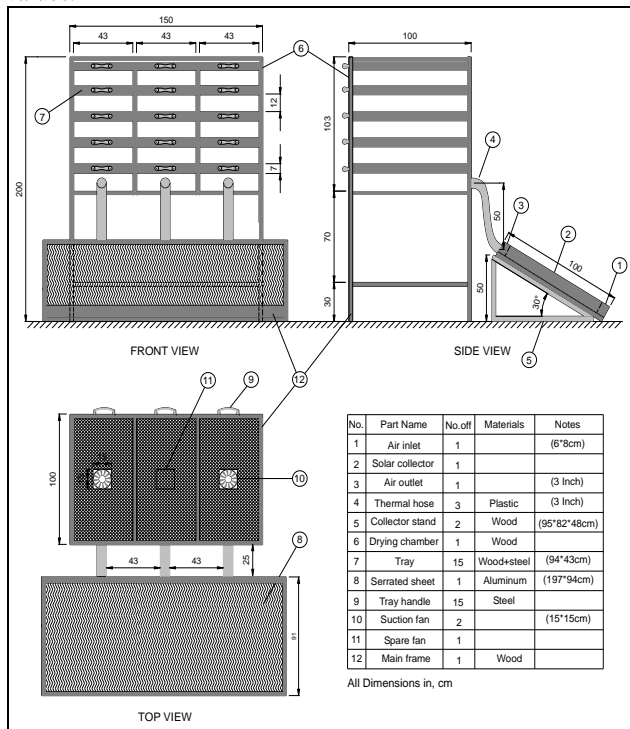 150
43 43 43
6
7
12
7
200
FRONT VIEW
100
103
4
3
2
1
50
100
70
50
30
30°
5
SIDE VIEW
12
11
9
15
15
10
100
43 43
25
8
91
TOP VIEW
No. Part Name No.off Materials Notes
1 Air inlet 1 (6*8cm)
2 Solar collector 1
3 Air outlet 1 (3 Inch)
4 Thermal hose 3 Plastic (3 Inch)
5 Collector stand 2 Wood (95*82*48cm)
6 Drying chamber 1 Wood
7 Tray 15 Wood+steel (94*43cm)
8 Serrated sheet 1 Aluminum (197*94cm)
9 Tray handle 15 Steel
10 Suction fan 2 (15*15cm)
11 Spare fan 1
12 Main frame 1 Wood
All Dimensions in, cm